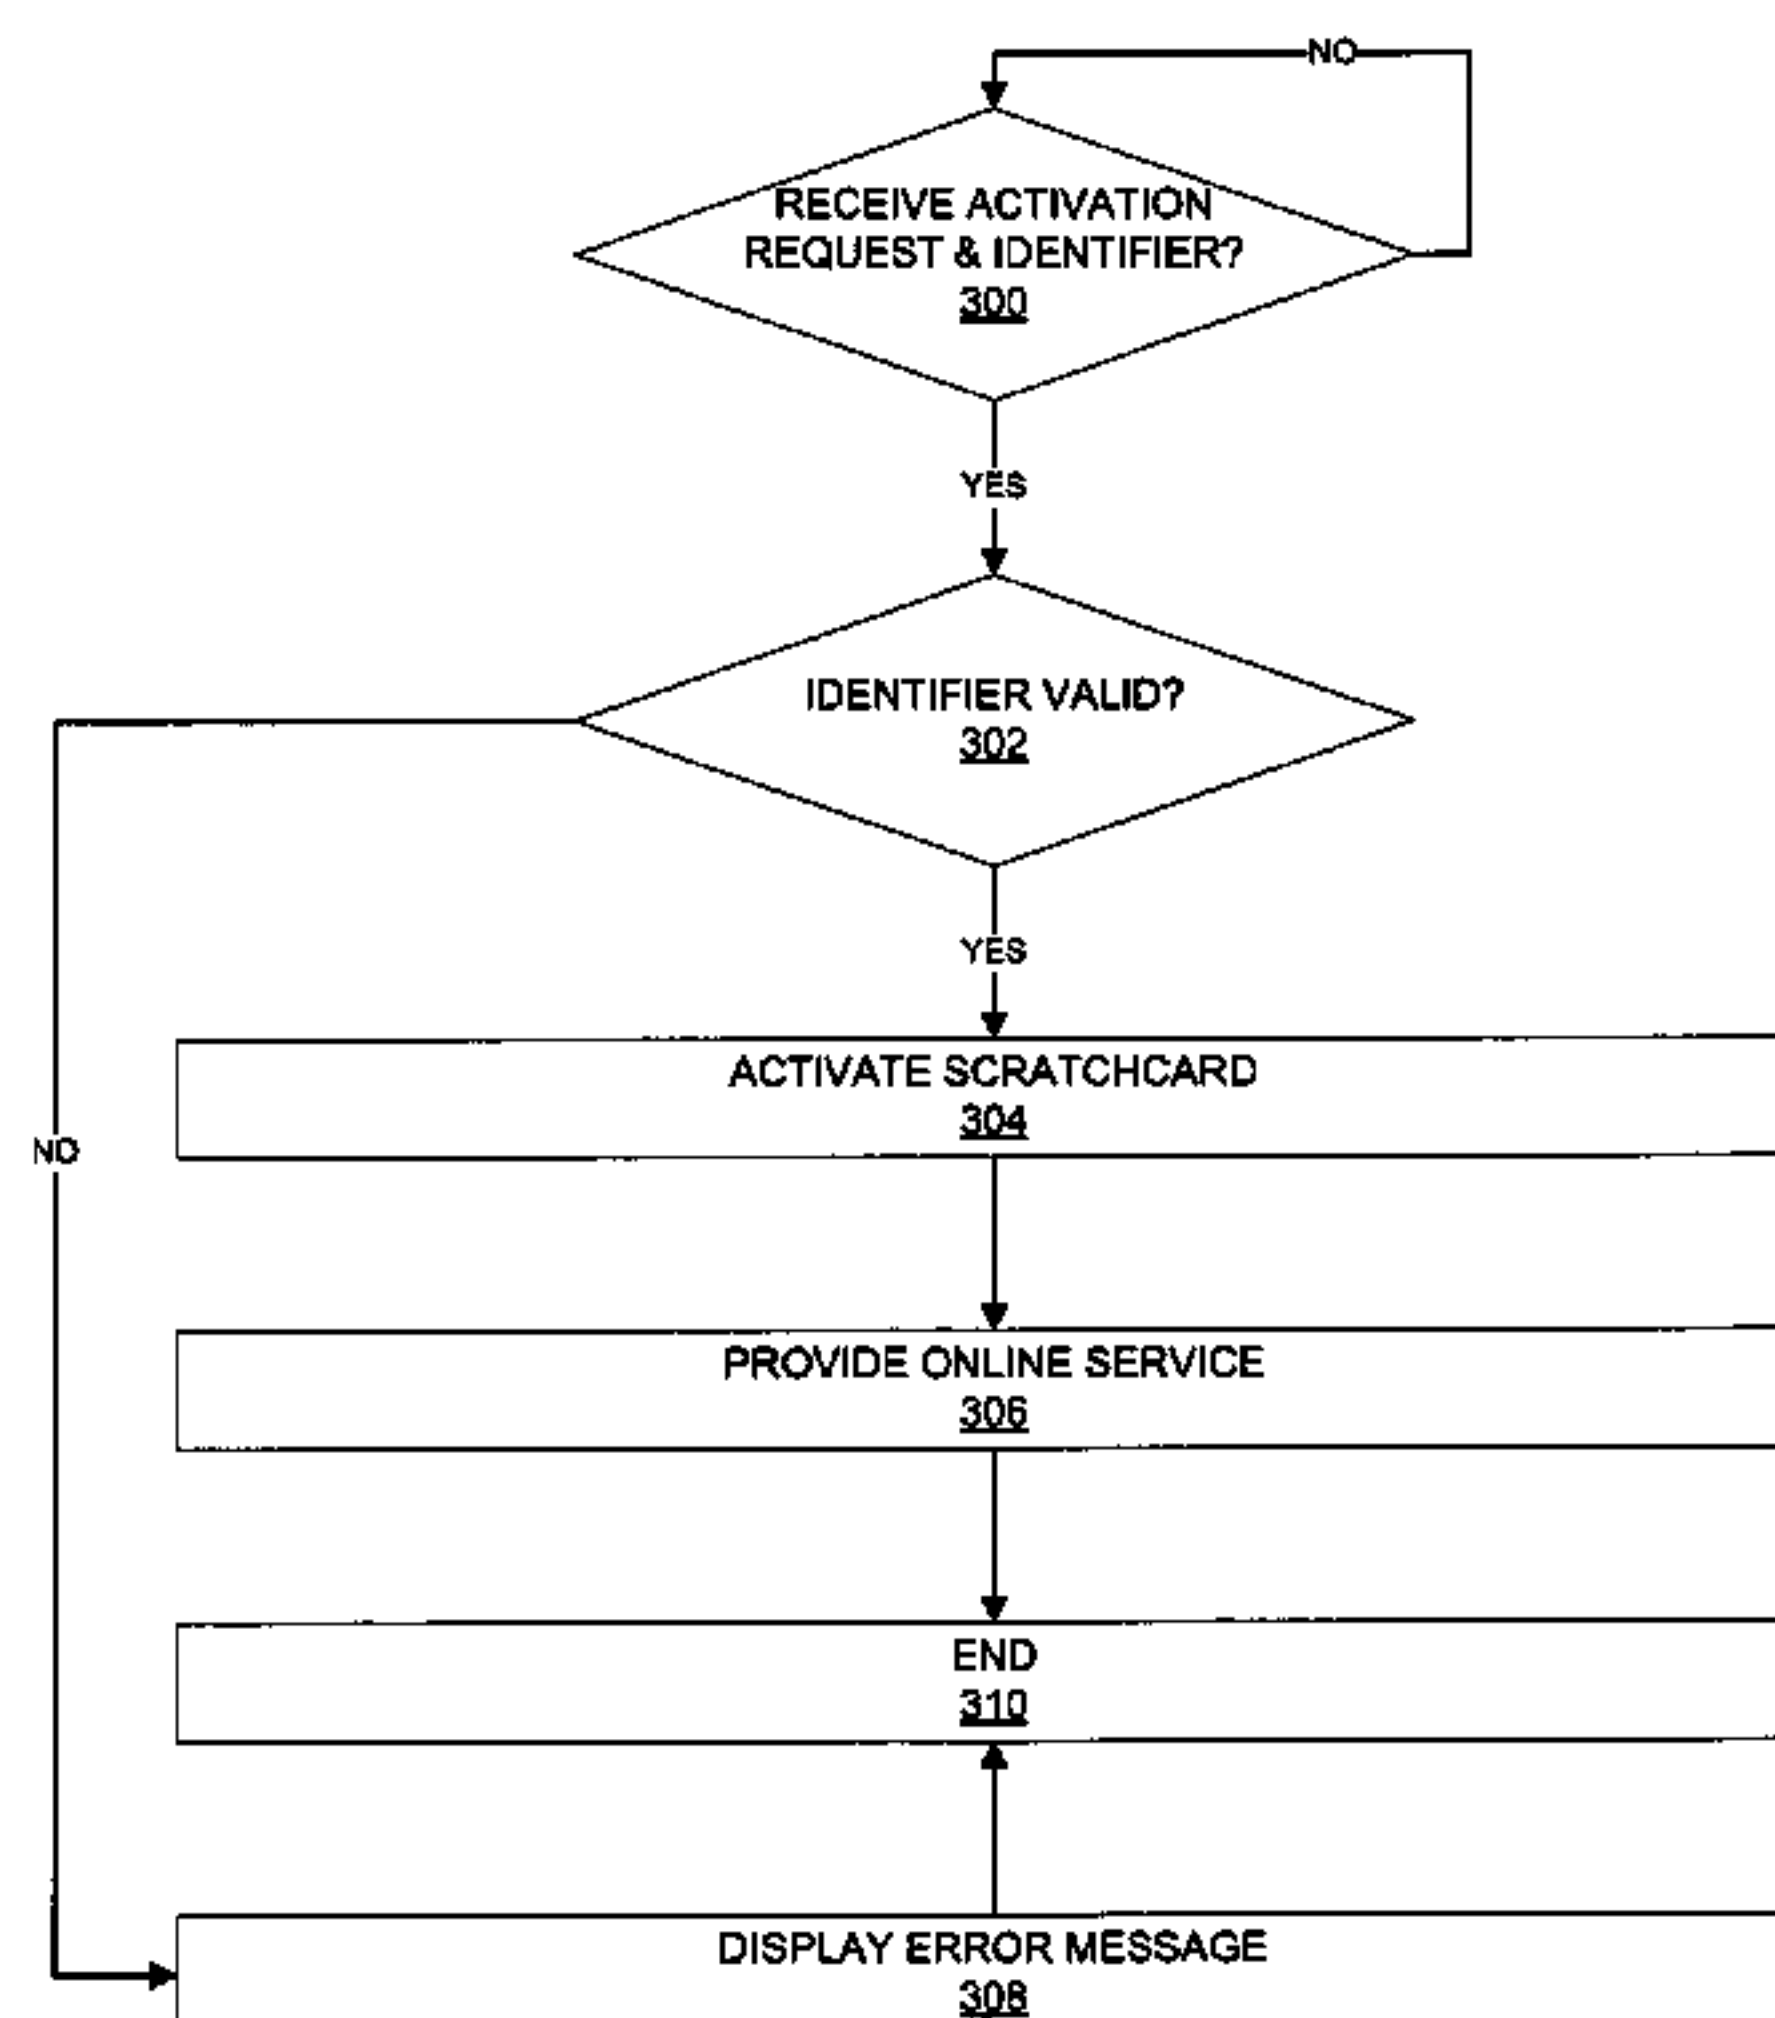 NO
RECEIVE ACTIVATION
REQUEST & IDENTIFIER?
300
YES
IDENTIFIER VALID?
302
YES
ACTIVATE SCRATCHCARD
304
NO
PROVIDE ONLINE SERVICE
306
END
310
DISPLAY ERROR MESSAGE
308